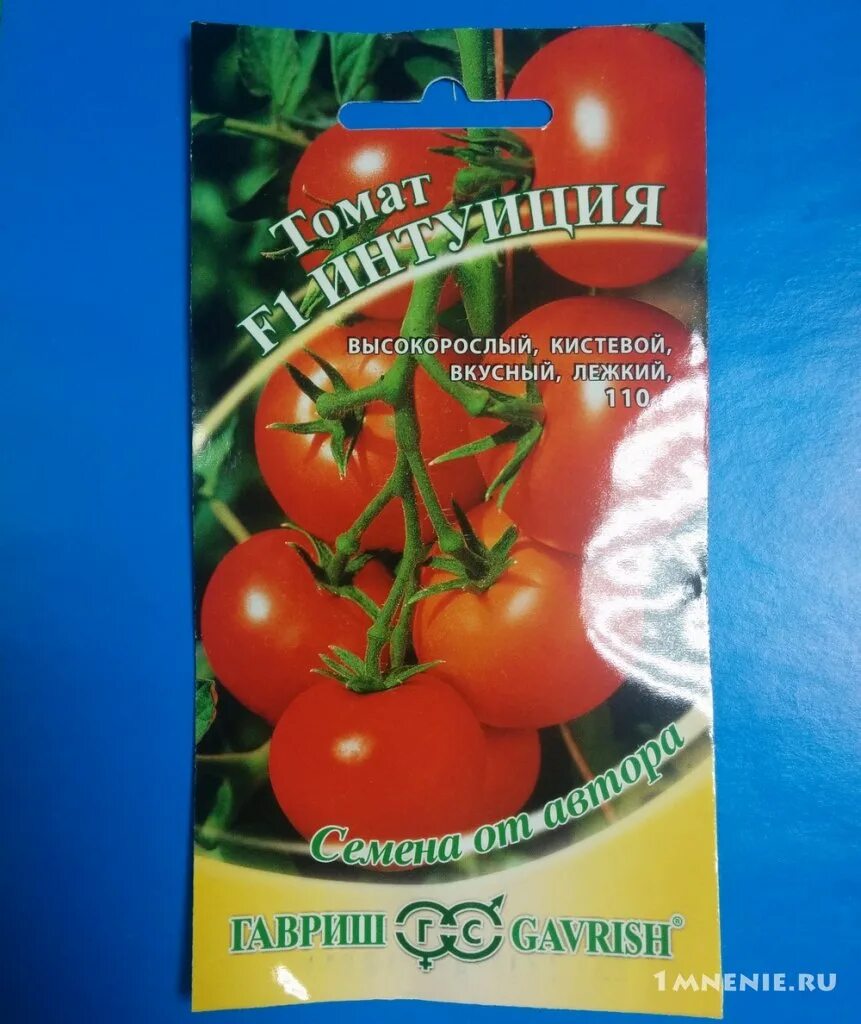 Томат
F1 ИНТУИЦИЯ
ВЫСОКОРОСЛЫЙ, КИСТЕВОЙ,
ВКУСНЫЙ, ЛЕЖКИЙ,
110
Семена от автора
ГАВРИШ ГС GAVRISH®
1MNENIE.RU